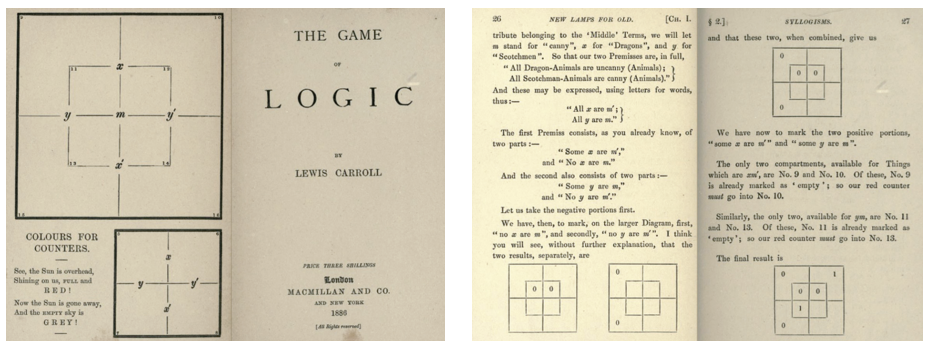 9
10
11
x
12
y
m
y'
13
x'
14
15
16
COLOURS FOR
COUNTERS.
See, the Sun is overhead,
Shining on us, FULL and
RED!
Now the Sun is gone away,
And the EMPTY sky is
GREY!
x
y
y'
x'
THE GAME
OF
LOGIC
BY
LEWIS CARROLL
PRICE THREE SHILLINGS
London
MACMILLAN AND CO.
AND NEW YORK
1886
[All Rights reserved]
26 NEW LAMPS FOR OLD. [CH. I.
tribute belonging to the 'Middle' Terms, we will let
m stand for "canny", x for "Dragons", and y for
"Scotchmen". So that our two Premisses are, in full,
"All Dragon-Animals are uncanny (Animals);
All Scotchman-Animals are canny (Animals)."
And these may be expressed, using letters for words,
thus:—
"All x are m';
All y are m."
The first Premiss consists, as you already know, of
two parts:—
"Some x are m',"
and "No x are m."
And the second also consists of two parts:—
"Some y are m,"
and "No y are m'."
Let us take the negative portions first.
We have, then, to mark, on the larger Diagram, first,
"no x are m", and secondly, "no y are m'". I think
you will see, without further explanation, that the
two results, separately, are
0 0
0
0
§ 2.] SYLLOGISMS. 27
and that these two, when combined, give us
0
0 0
0
We have now to mark the two positive portions,
"some x are m'" and "some y are m".
The only two compartments, available for Things
which are xm', are No. 9 and No. 10. Of these, No. 9
is already marked as 'empty'; so our red counter
must go into No. 10.
Similarly, the only two, available for ym, are No. 11
and No. 13. Of these, No. 11 is already marked as
'empty'; so our red counter must go into No. 13.
The final result is
0 1
0 0
1
0